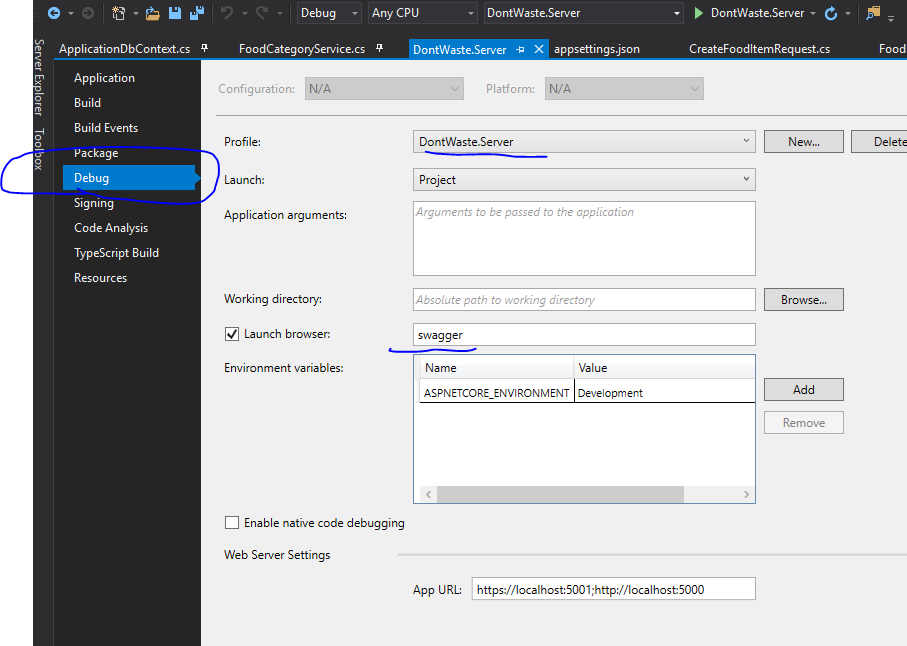 Debug Any CPU DontWaste.Server DontWaste.Server
ApplicationDbContext.cs FoodCategoryService.cs DontWaste.Server appsettings.json CreateFoodItemRequest.cs Food
Server Explorer
Toolbox
Application
Build
Build Events
Package
Debug
Signing
Code Analysis
TypeScript Build
Resources
Configuration: N/A Platform: N/A
Profile: DontWaste.Server New... Delete
Launch: Project
Application arguments: Arguments to be passed to the application
Working directory: Absolute path to working directory Browse...
Launch browser: swagger
Environment variables: Name Value
ASPNETCORE_ENVIRONMENT Development Add
Remove
Enable native code debugging
Web Server Settings
App URL: https://localhost:5001;http://localhost:5000